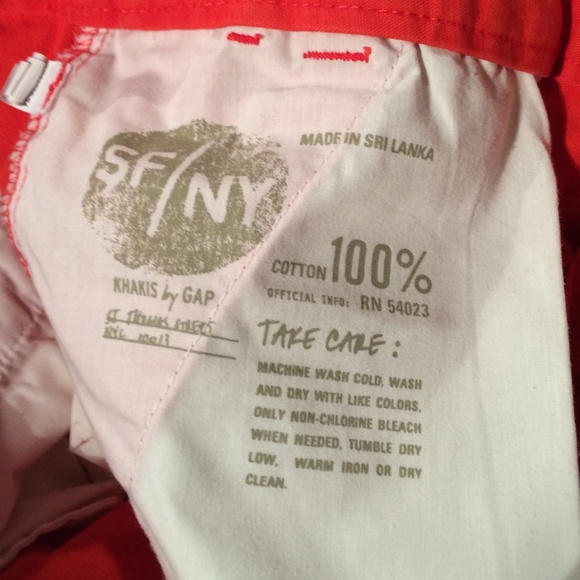 SF/NY
KHAKIS by GAP
NYC 10013
MADE IN SRI LANKA
COTTON 100%
OFFICIAL INFO: RN 54023
TAKE CARE:
MACHINE WASH COLD, WASH
AND DRY WITH LIKE COLORS,
ONLY NON-CHLORINE BLEACH
WHEN NEEDED, TUMBLE DRY
LOW, WARM IRON OR DRY
CLEAN.